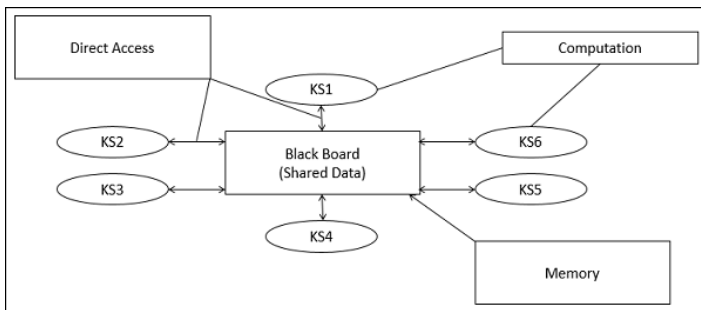 Direct Access
Computation
KS1
KS2
KS6
Black Board
(Shared Data)
KS3
KS5
KS4
Memory